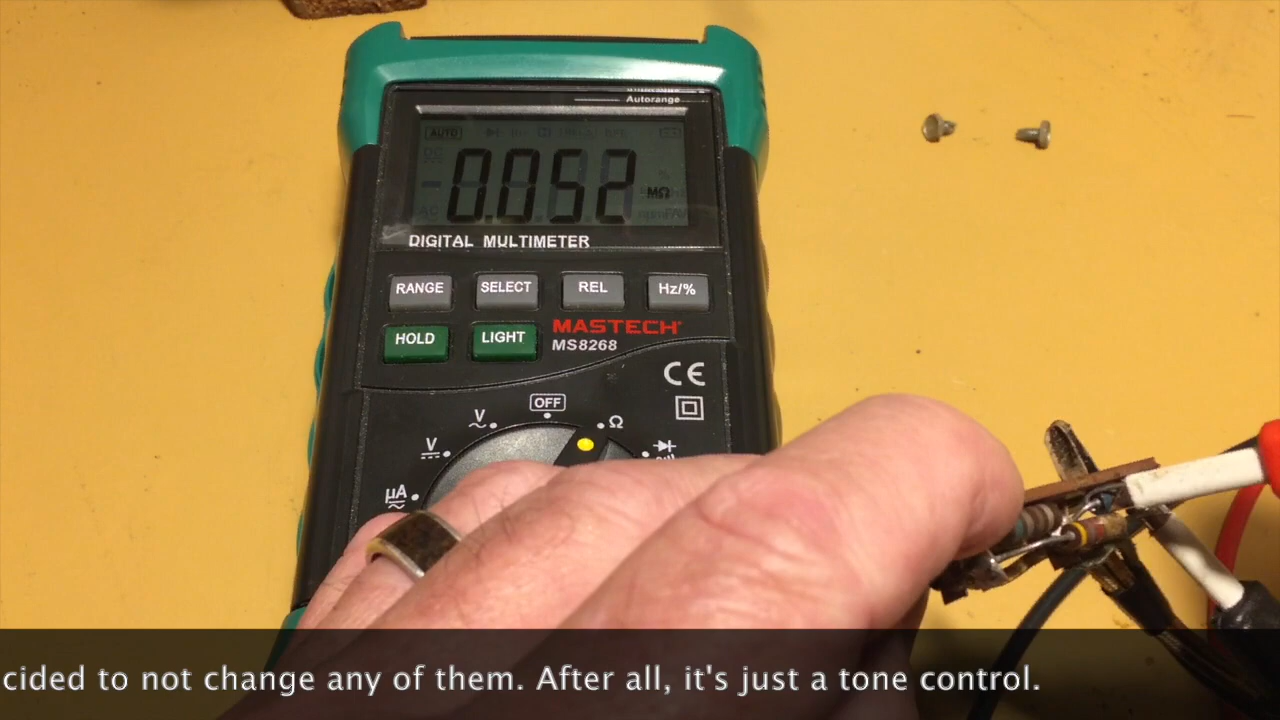 Autorange
AUTO
0.052 MΩ
DIGITAL MULTIMETER
RANGE SELECT REL Hz/%
HOLD LIGHT
MASTECH
MS8268
CE
OFF
V
Ω
V
µA
cided to not change any of them. After all, it's just a tone control.